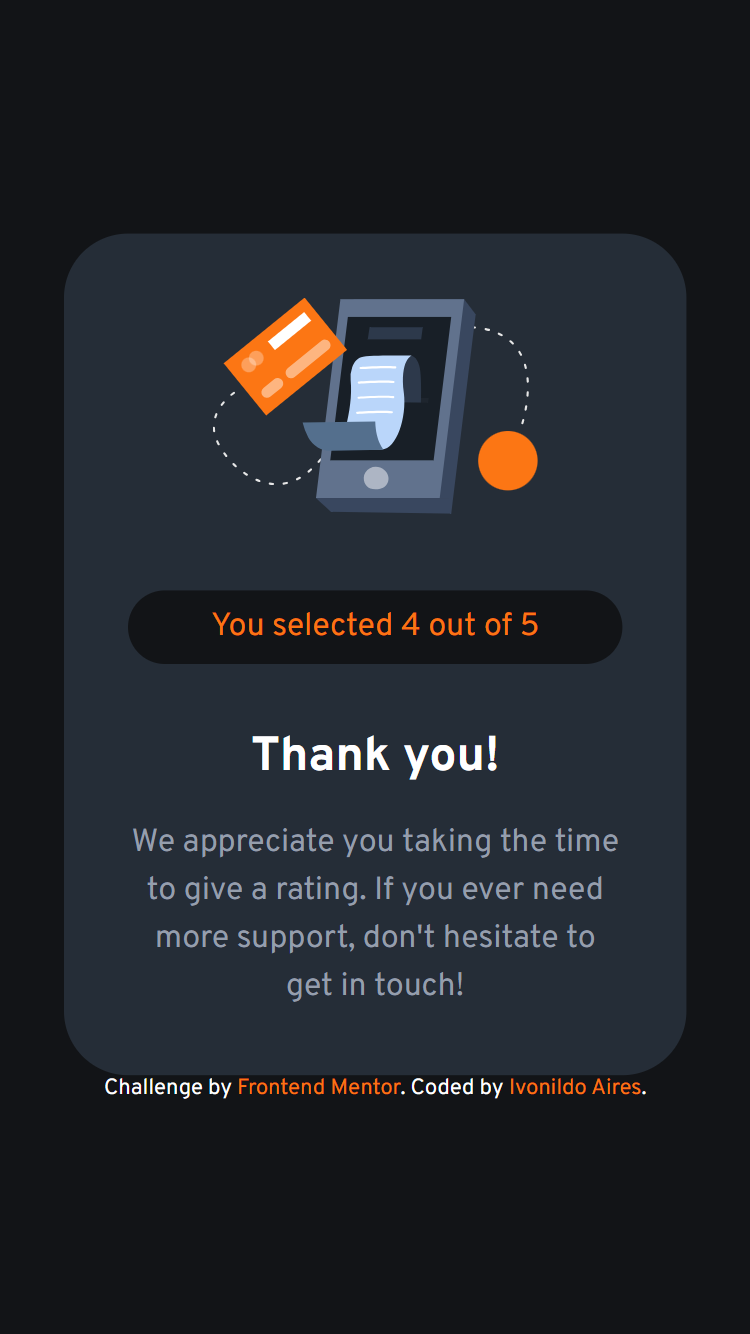 You selected 4 out of 5
Thank you!
We appreciate you taking the time
to give a rating. If you ever need
more support, don't hesitate to
get in touch!
Challenge by Frontend Mentor. Coded by Ivonildo Aires.